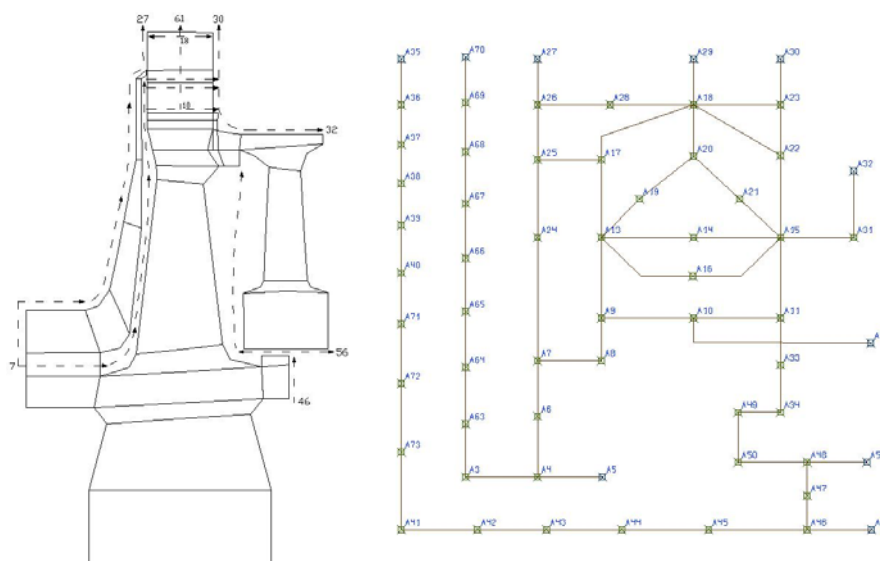 27 61 30
18
18
32
7
56
46
A35 A70 A27 A29 A30
A36 A69 A26 A28 A18 A23
A37 A68 A25 A17 A20 A22
A38 A32
A39 A67 A19 A21
A24 A13 A14 A15 A31
A40 A66
A16
A71 A65 A9 A10 A11
A64 A7 A8 A33
A72
A63 A6 A49 A34
A73 A3 A4 A5 A50 A48
A47
A41 A42 A43 A44 A45 A46